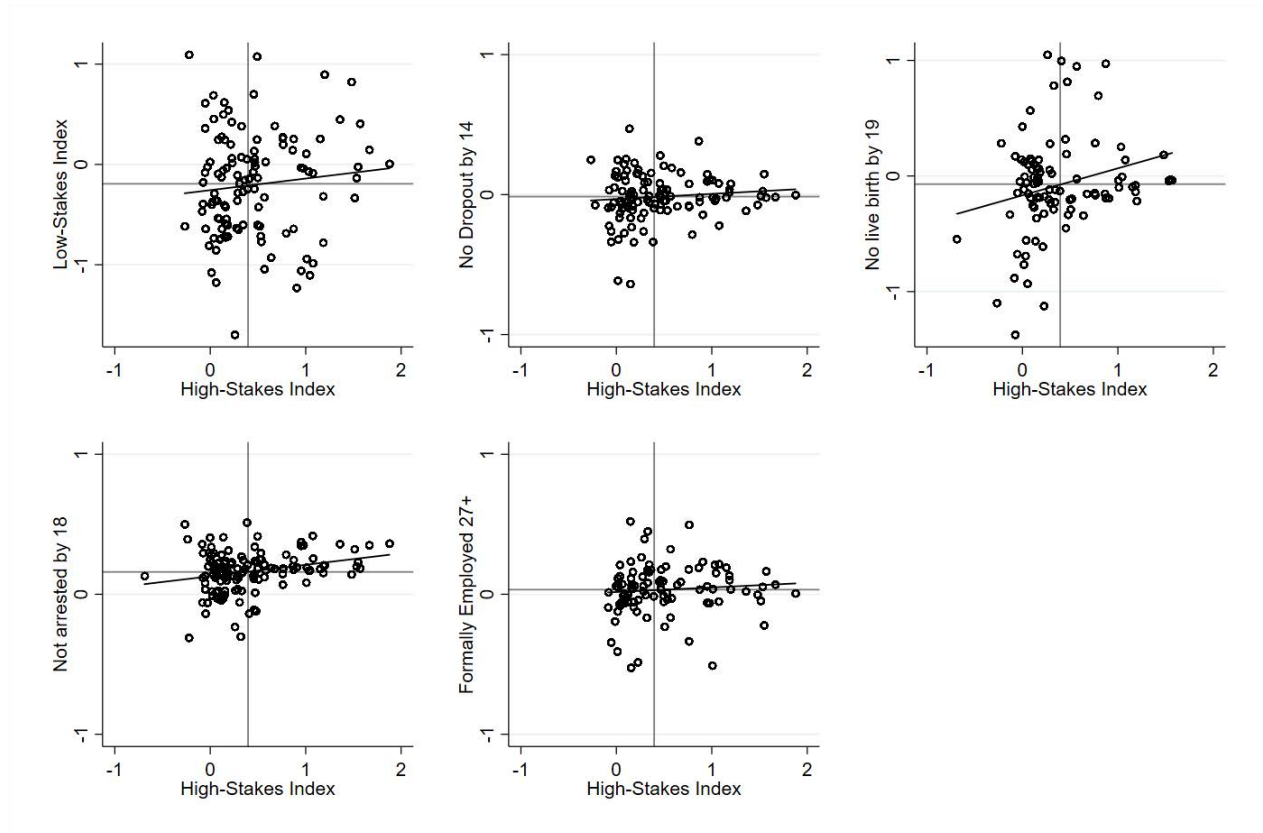 Low-Stakes Index
1
0
-1
-1 0 1 2
High-Stakes Index
No Dropout by 14
1
0
-1
-1 0 1 2
High-Stakes Index
No live birth by 19
1
0
-1
-1 0 1 2
High-Stakes Index
Not arrested by 18
1
0
-1
-1 0 1 2
High-Stakes Index
Formally Employed 27+
1
0
-1
-1 0 1 2
High-Stakes Index